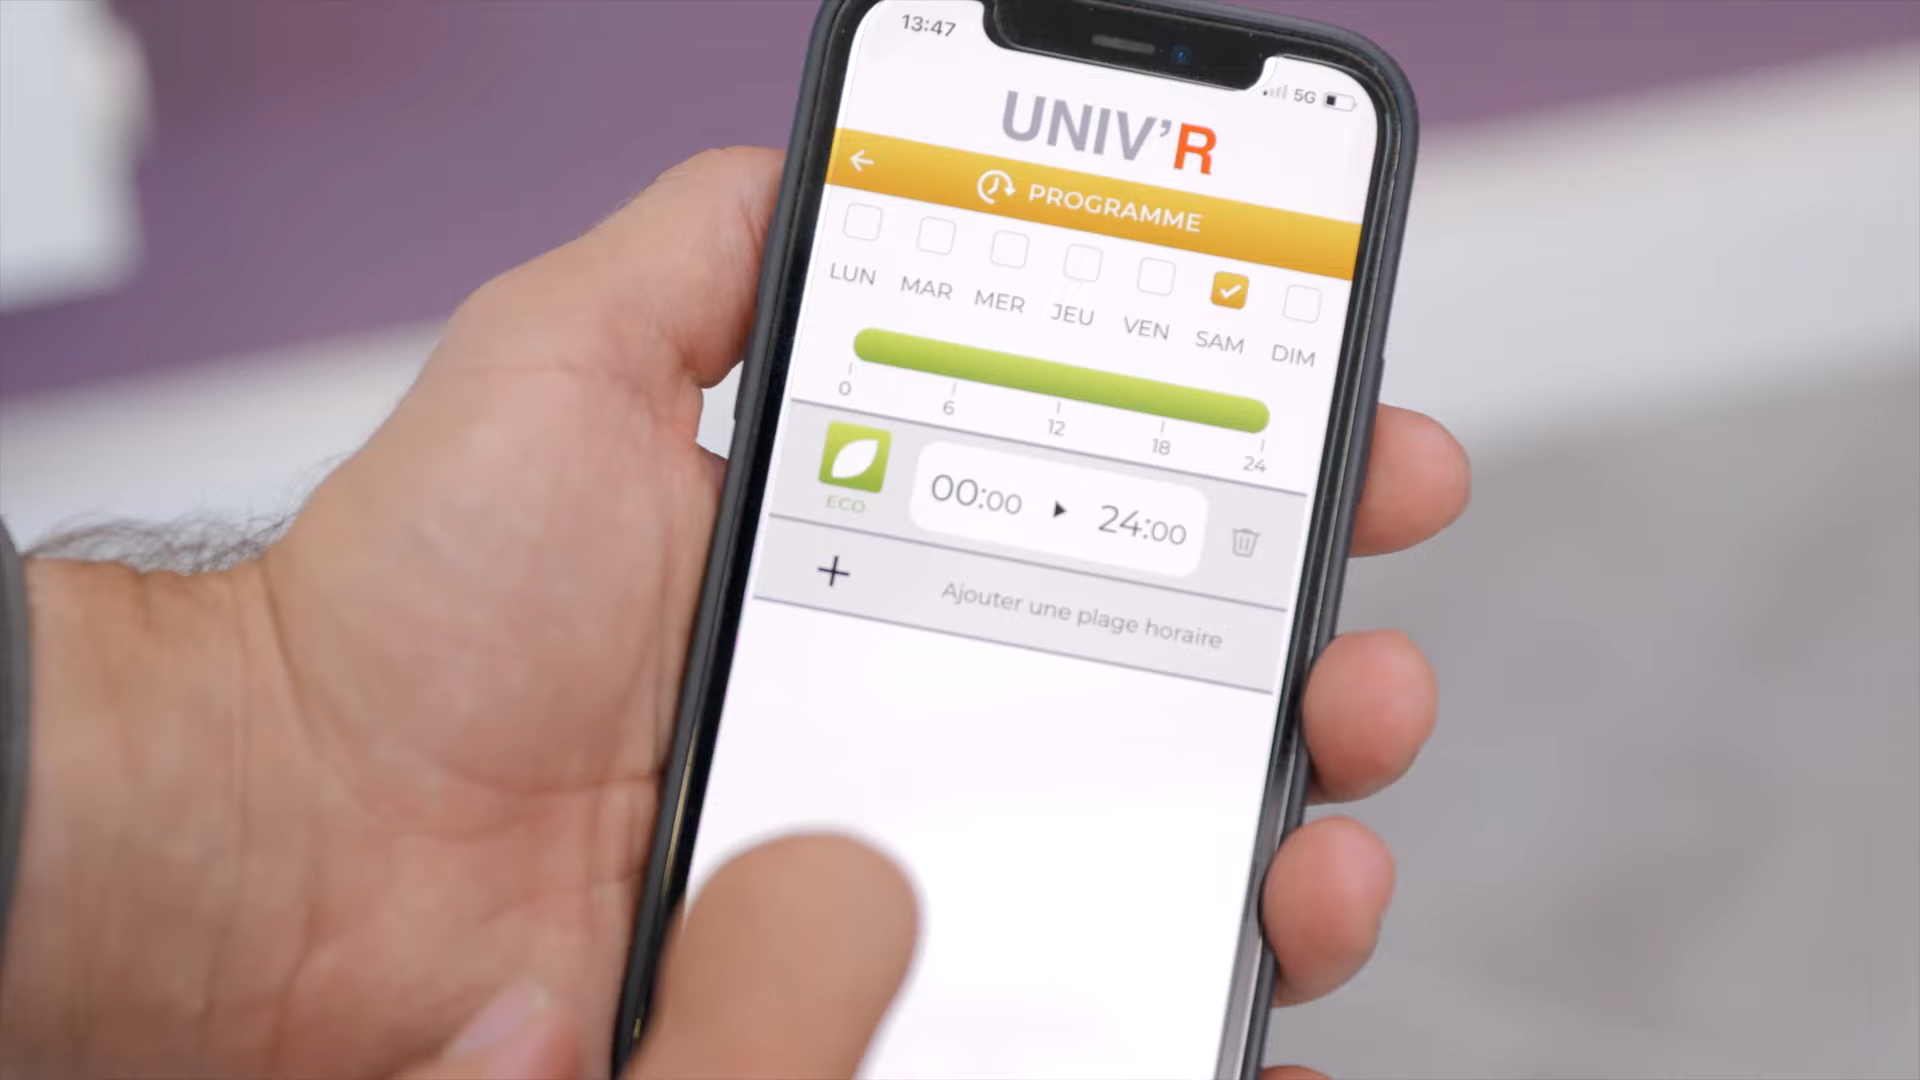 13:47
5G
UNIV'R
PROGRAMME
LUN MAR MER JEU VEN SAM DIM
0 6 12 18 24
ECO
00:00 24:00
Ajouter une plage horaire